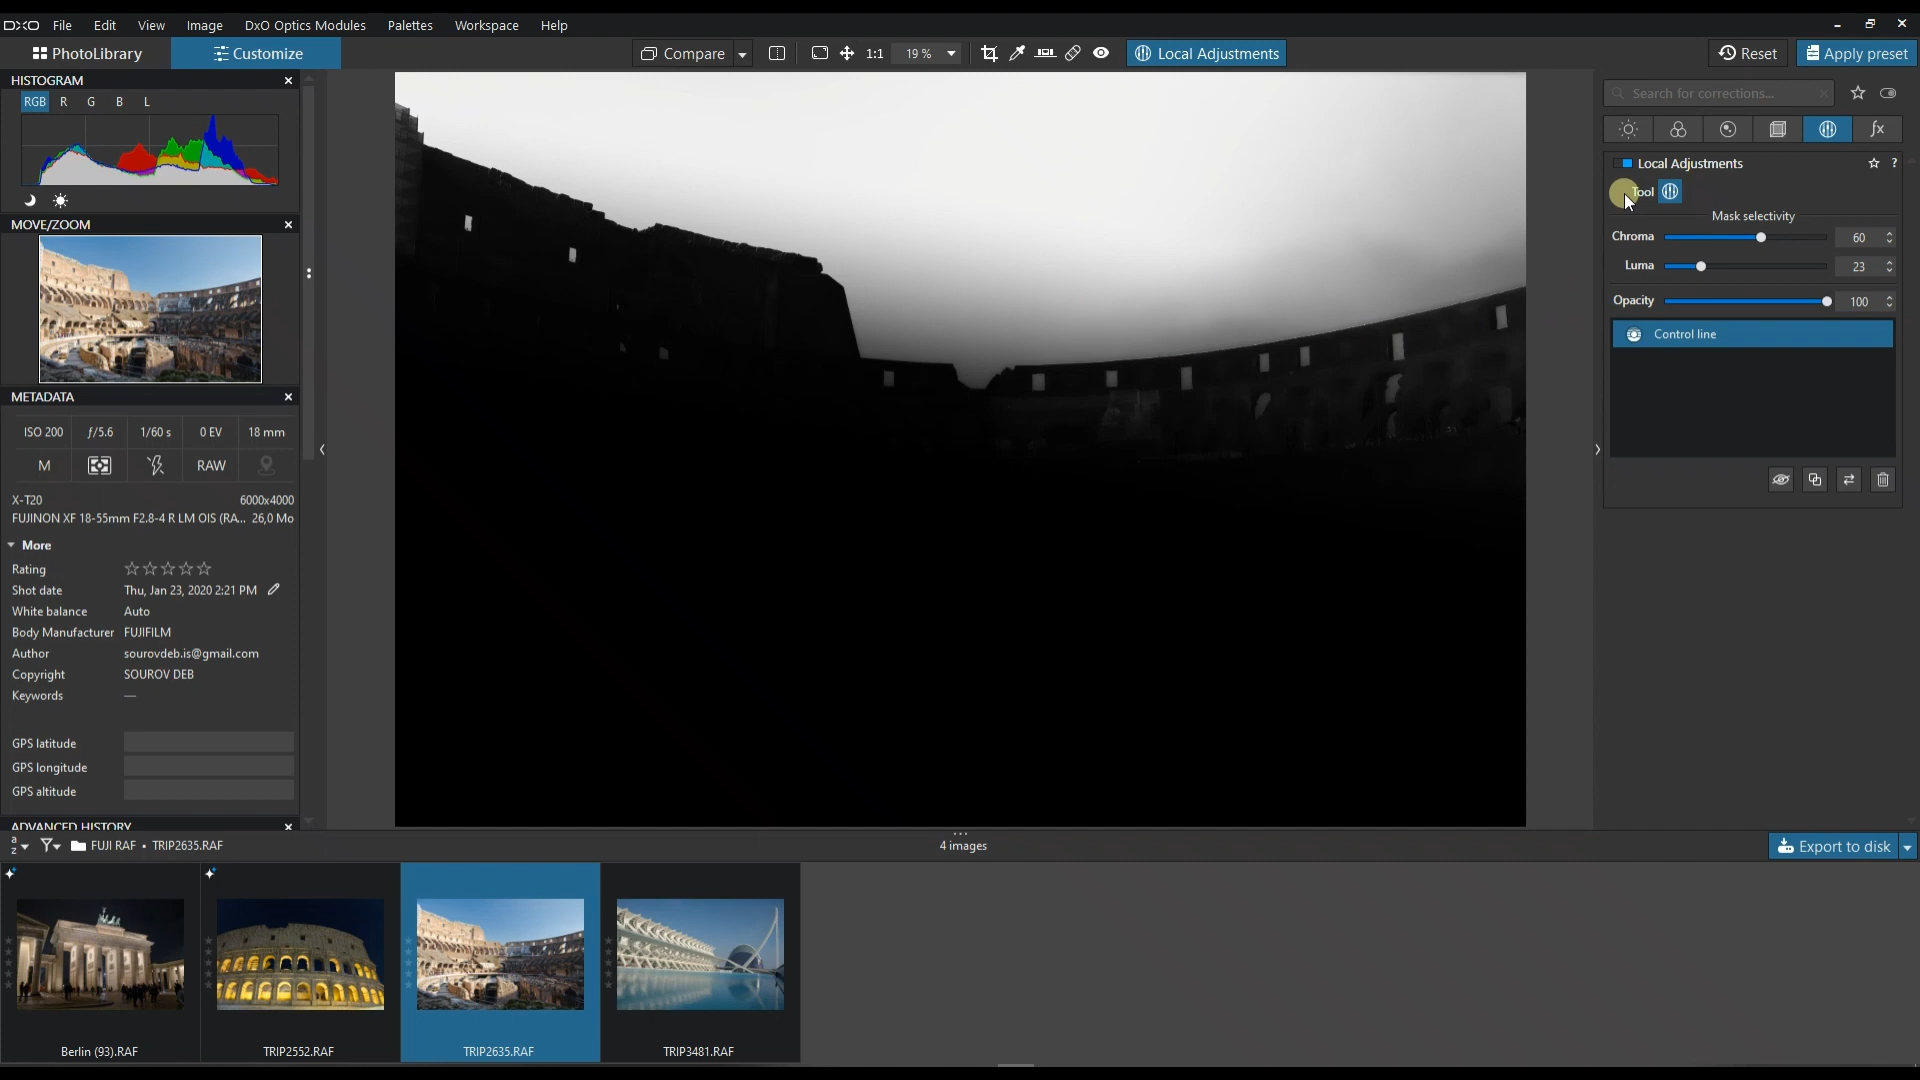 DXO File Edit View Image DxO Optics Modules Palettes Workspace Help
PhotoLibrary Customize Compare 1:1 19 % Local Adjustments Reset Apply preset
HISTOGRAM
RGB R G B L
MOVE/ZOOM
METADATA
ISO 200 ƒ/5.6 1/60 s 0 EV 18 mm
M RAW
X-T20 6000x4000
FUJINON XF 18-55mm F2.8-4 R LM OIS (RA... 26,0 Mo
More
Rating
Shot date Thu, Jan 23, 2020 2:21 PM
White balance Auto
Body Manufacturer FUJIFILM
Author sourovdeb.is@gmail.com
Copyright SOUROV DEB
Keywords —
GPS latitude
GPS longitude
GPS altitude
ADVANCED HISTORY
Search for corrections...
fx
Local Adjustments ?
Tool
Mask selectivity
Chroma 60
Luma 23
Opacity 100
Control line
a
z FUJI RAF • TRIP2635.RAF 4 images Export to disk
Berlin (93).RAF TRIP2552.RAF TRIP2635.RAF TRIP3481.RAF